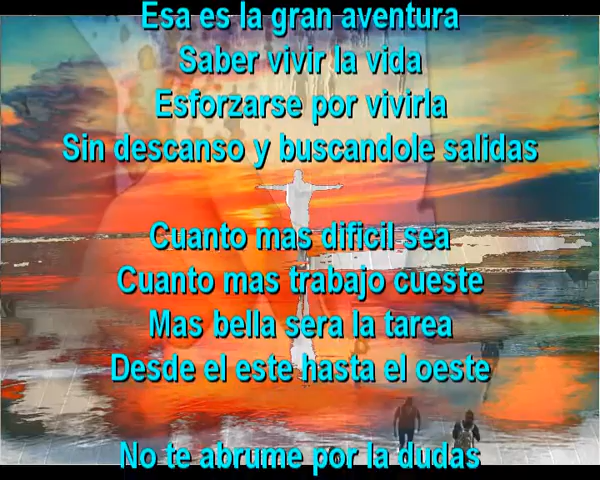 Esa es la gran aventura
Saber vivir la vida
Esforzarse por vivirla
Sin descanso y buscandole salidas
Cuanto mas dificil sea
Cuanto mas trabajo cueste
Mas bella sera la tarea
Desde el este hasta el oeste
No te abrume por la dudas